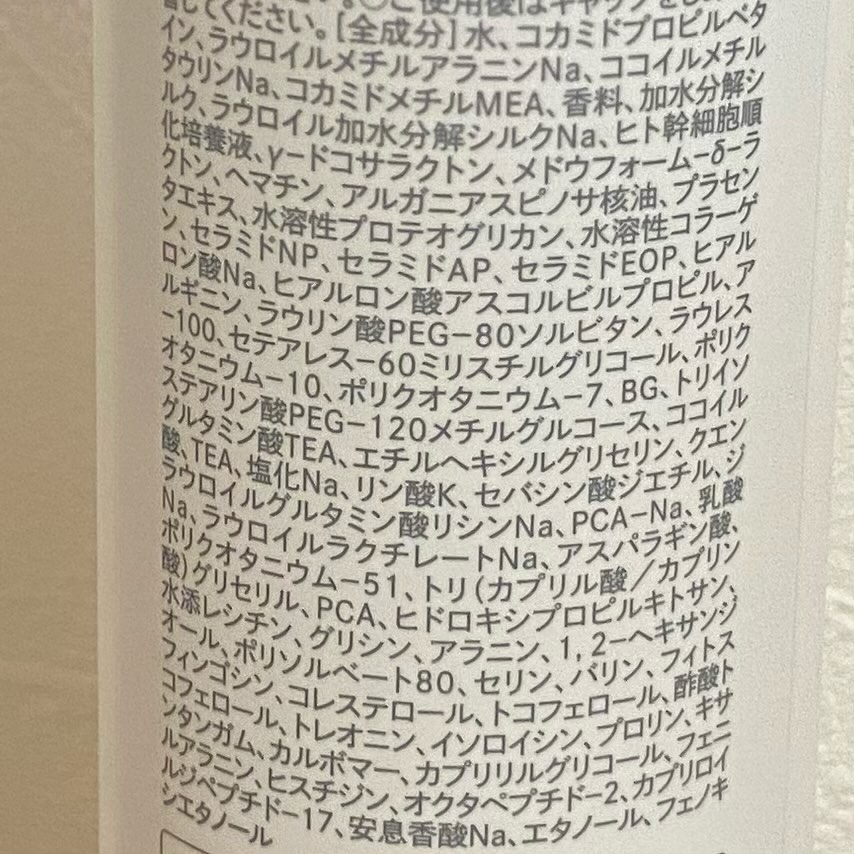 てください。[全成分]水、コカミドプロピルベタ
イン、ラウロイルメチルアラニンNa、ココイルメチル
タウリンNa、コカミドメチルMEA、香料、加水分解シ
ルク、ラウロイル加水分解シルクNa、ヒト幹細胞順
化培養液、γ-ドコサラクトン、メドウフォーム-δ-ラ
クトン、ヘマチン、アルガニアスピノサ核油、プラセン
タエキス、水溶性プロテオグリカン、水溶性コラーゲ
ン、セラミドNP、セラミドAP、セラミドEOP、ヒアル
ロン酸Na、ヒアルロン酸アスコルビルプロピル、ア
ルギニン、ラウリン酸PEG-80ソルビタン、ラウレス
-100、セテアレス-60ミリスチルグリコール、ポリク
オタニウム-10、ポリクオタニウム-7、BG、トリイソ
ステアリン酸PEG-120メチルグルコース、ココイル
グルタミン酸TEA、エチルヘキシルグリセリン、クエン
酸、TEA、塩化Na、リン酸K、セバシン酸ジエチル、ジ
ラウロイルグルタミン酸リシンNa、PCA-Na、乳酸
Na、ラウロイルラクチレートNa、アスパラギン酸、
ポリクオタニウム-51、トリ(カプリル酸/カプリン
酸)グリセリル、PCA、ヒドロキシプロピルキトサン、
水添レシチン、グリシン、アラニン、1,2-ヘキサンジ
オール、ポリソルベート80、セリン、バリン、フィトス
フィンゴシン、コレステロール、トコフェロール、酢酸ト
コフェロール、トレオニン、イソロイシン、プロリン、キサ
ンタンガム、カルボマー、カプリリルグリコール、フェニ
ルアラニン、ヒスチジン、オクタペプチド-2、カプリロイ
ルジペプチド-17、安息香酸Na、エタノール、フェノキ
シエタノール